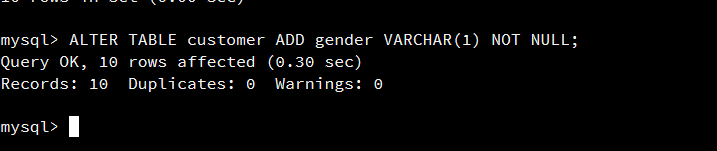 mysql> ALTER TABLE customer ADD gender VARCHAR(1) NOT NULL;
Query OK, 10 rows affected (0.30 sec)
Records: 10  Duplicates: 0  Warnings: 0
mysql>